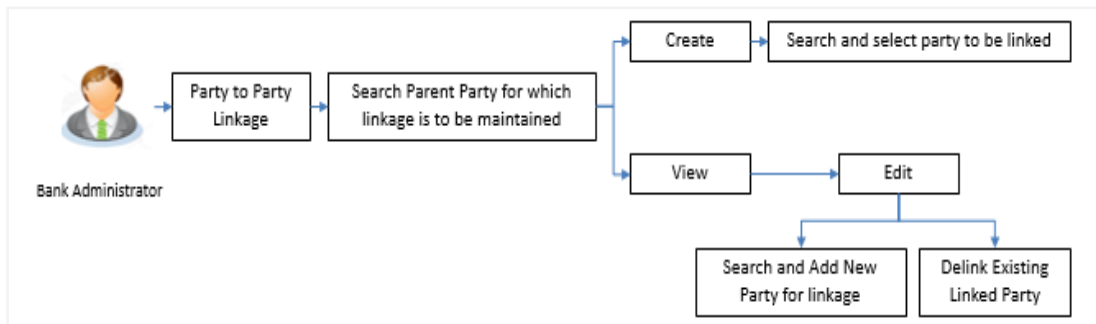 Bank Administrator
Party to Party
Linkage
Search Parent Party for which
linkage is to be maintained
Create
Search and select party to be linked
View
Edit
Search and Add New
Party for linkage
Delink Existing
Linked Party